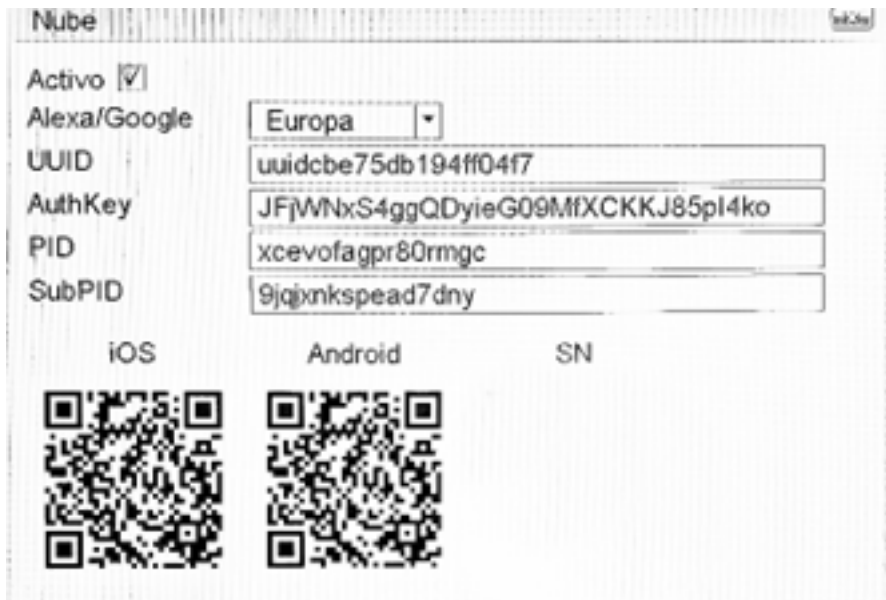 Nube
Activo
Alexa/Google Europa
UUID uuidcbe75db194ff04f7
AuthKey JFjWNxS4ggQDyieG09MfXCKKJ85pI4ko
PID xcevofagpr80rmgc
SubPID 9jqjxnkspead7dny
iOS Android SN